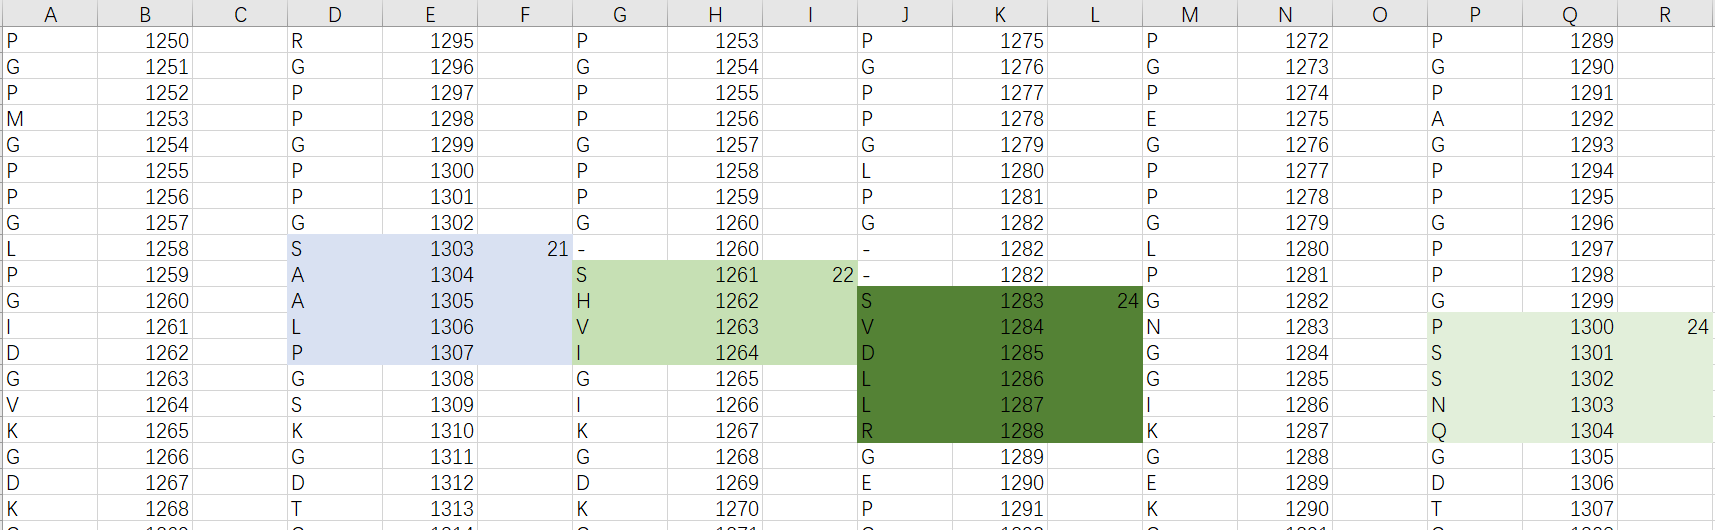 A B C D E F G H I J K L M N O P Q R
P 1250 R 1295 P 1253 P 1275 P 1272 P 1289
G 1251 G 1296 G 1254 G 1276 G 1273 G 1290
P 1252 P 1297 P 1255 P 1277 P 1274 P 1291
M 1253 P 1298 P 1256 P 1278 E 1275 A 1292
G 1254 G 1299 G 1257 G 1279 G 1276 G 1293
P 1255 P 1300 P 1258 L 1280 P 1277 P 1294
P 1256 P 1301 P 1259 P 1281 P 1278 P 1295
G 1257 G 1302 G 1260 G 1282 G 1279 G 1296
L 1258 S 1303 21 - 1260 - 1282 L 1280 P 1297
P 1259 A 1304 S 1261 22 - 1282 P 1281 P 1298
G 1260 A 1305 H 1262 S 1283 24 G 1282 G 1299
I 1261 L 1306 V 1263 V 1284 N 1283 P 1300 24
D 1262 P 1307 I 1264 D 1285 G 1284 S 1301
G 1263 G 1308 G 1265 L 1286 G 1285 S 1302
V 1264 S 1309 I 1266 L 1287 I 1286 N 1303
K 1265 K 1310 K 1267 R 1288 K 1287 Q 1304
G 1266 G 1311 G 1268 G 1289 G 1288 G 1305
D 1267 D 1312 D 1269 E 1290 E 1289 D 1306
K 1268 T 1313 K 1270 P 1291 K 1290 T 1307